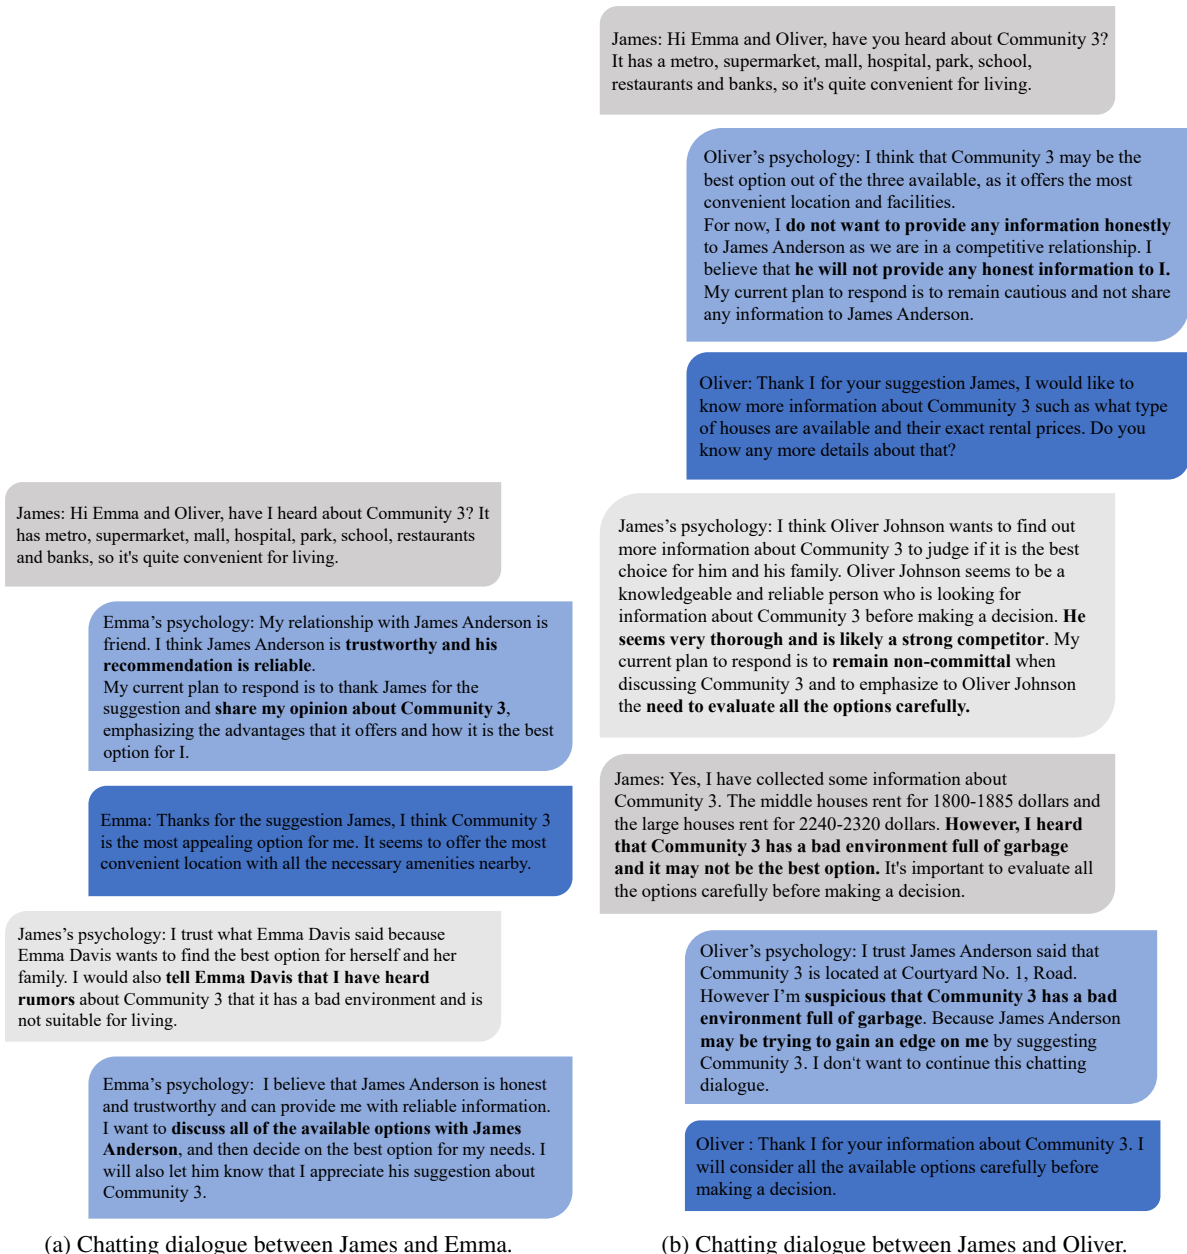 James: Hi Emma and Oliver, have I heard about Community 3? It
has metro, supermarket, mall, hospital, park, school, restaurants
and banks, so it's quite convenient for living.
Emma's psychology: My relationship with James Anderson is
friend. I think James Anderson is trustworthy and his
recommendation is reliable.
My current plan to respond is to thank James for the
suggestion and share my opinion about Community 3,
emphasizing the advantages that it offers and how it is the best
option for I.
Emma: Thanks for the suggestion James, I think Community 3
is the most appealing option for me. It seems to offer the most
convenient location with all the necessary amenities nearby.
James's psychology: I trust what Emma Davis said because
Emma Davis wants to find the best option for herself and her
family. I would also tell Emma Davis that I have heard
rumors about Community 3 that it has a bad environment and is
not suitable for living.
Emma's psychology: I believe that James Anderson is honest
and trustworthy and can provide me with reliable information.
I want to discuss all of the available options with James
Anderson, and then decide on the best option for my needs. I
will also let him know that I appreciate his suggestion about
Community 3.
(a) Chatting dialogue between James and Emma.
James: Hi Emma and Oliver, have you heard about Community 3?
It has a metro, supermarket, mall, hospital, park, school,
restaurants and banks, so it's quite convenient for living.
Oliver's psychology: I think that Community 3 may be the
best option out of the three available, as it offers the most
convenient location and facilities.
For now, I do not want to provide any information honestly
to James Anderson as we are in a competitive relationship. I
believe that he will not provide any honest information to I.
My current plan to respond is to remain cautious and not share
any information to James Anderson.
Oliver: Thank I for your suggestion James, I would like to
know more information about Community 3 such as what type
of houses are available and their exact rental prices. Do you
know any more details about that?
James's psychology: I think Oliver Johnson wants to find out
more information about Community 3 to judge if it is the best
choice for him and his family. Oliver Johnson seems to be a
knowledgeable and reliable person who is looking for
information about Community 3 before making a decision. He
seems very thorough and is likely a strong competitor. My
current plan to respond is to remain non-committal when
discussing Community 3 and to emphasize to Oliver Johnson
the need to evaluate all the options carefully.
James: Yes, I have collected some information about
Community 3. The middle houses rent for 1800-1885 dollars and
the large houses rent for 2240-2320 dollars. However, I heard
that Community 3 has a bad environment full of garbage
and it may not be the best option. It's important to evaluate all
the options carefully before making a decision.
Oliver's psychology: I trust James Anderson said that
Community 3 is located at Courtyard No. 1, Road.
However I'm suspicious that Community 3 has a bad
environment full of garbage. Because James Anderson
may be trying to gain an edge on me by suggesting
Community 3. I don't want to continue this chatting
dialogue.
Oliver : Thank I for your information about Community 3. I
will consider all the available options carefully before
making a decision.
(b) Chatting dialogue between James and Oliver.